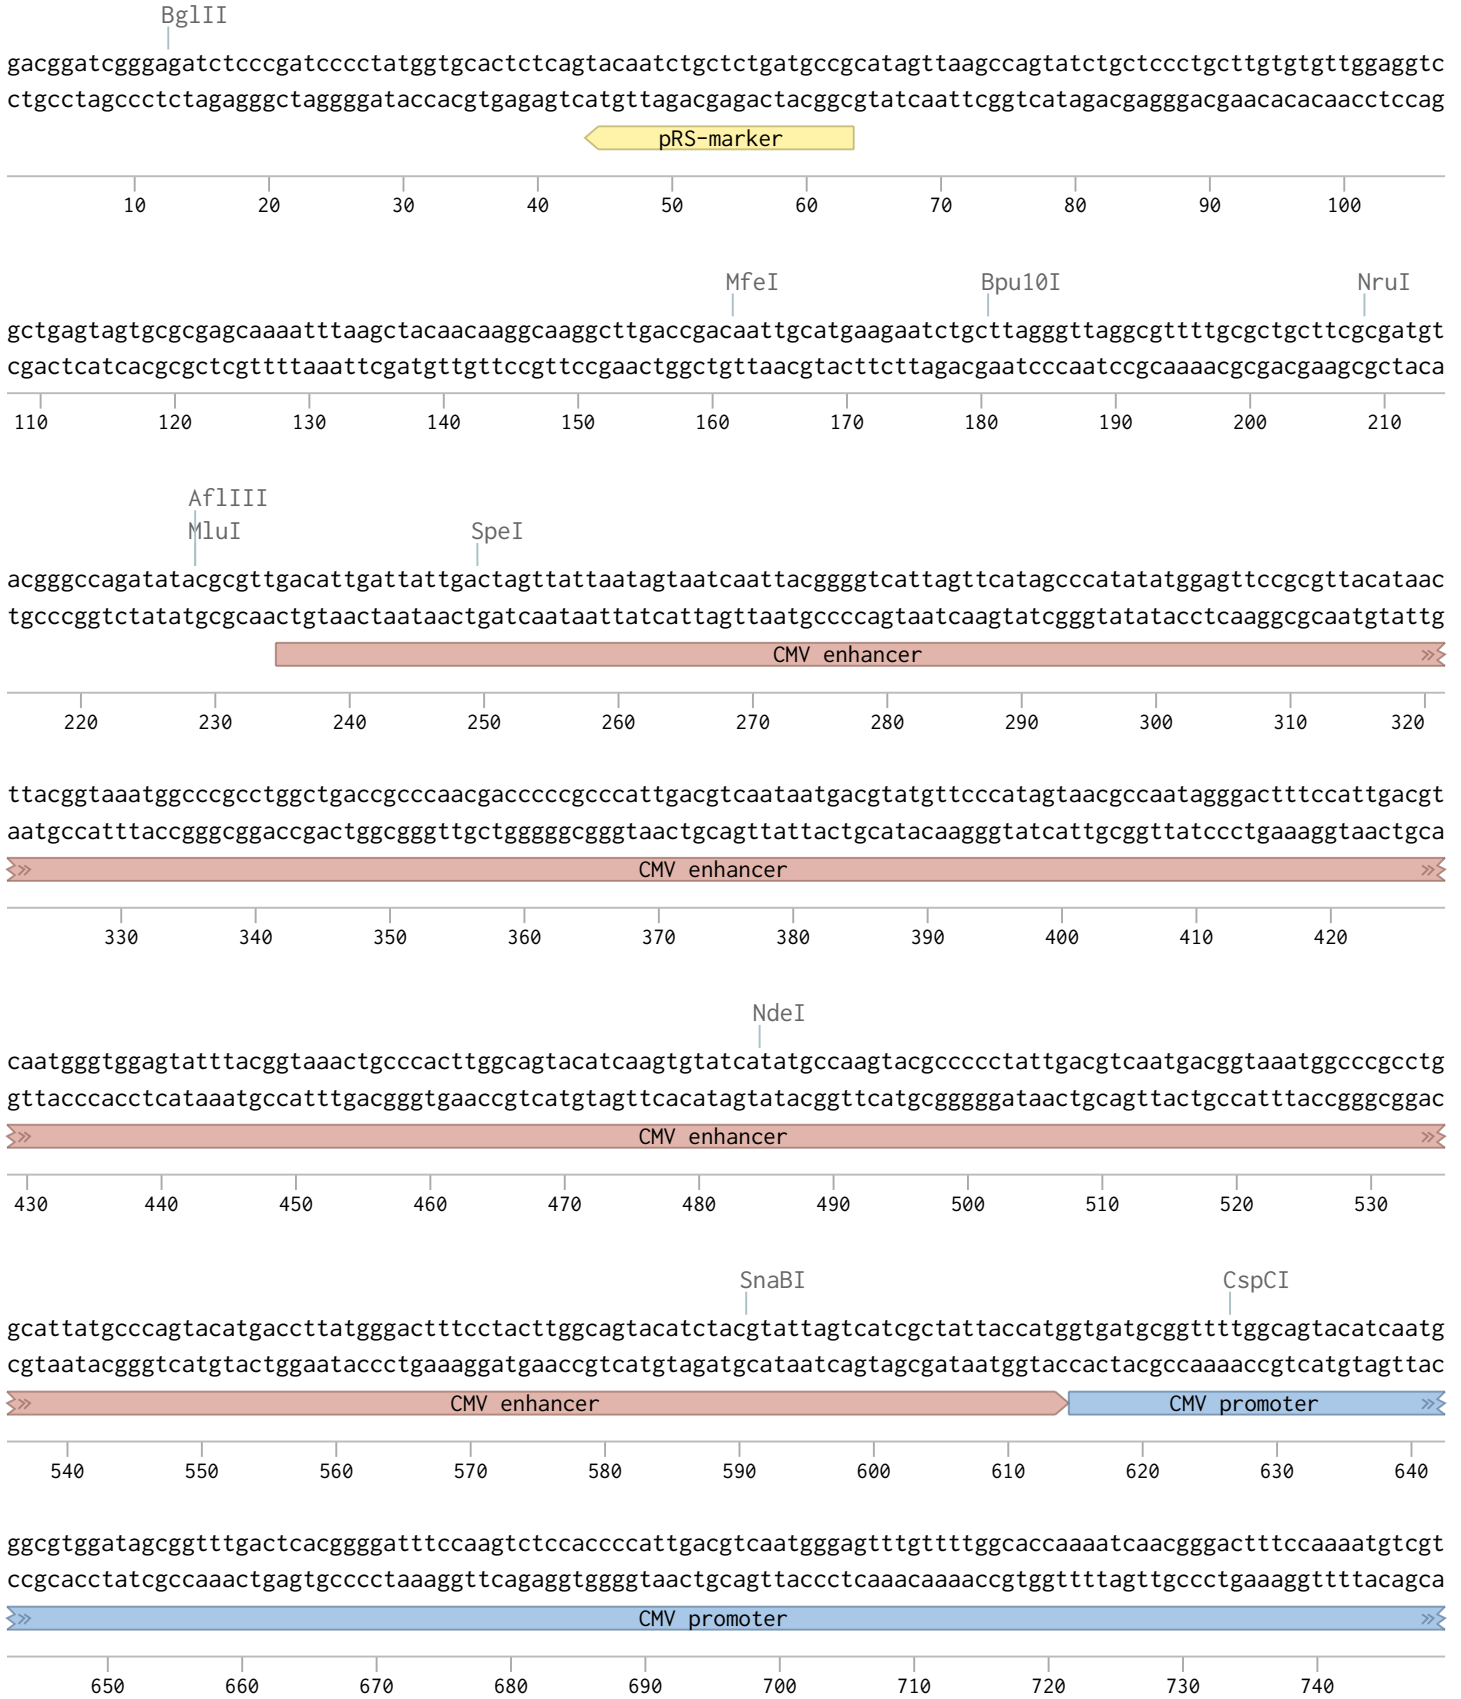 BglII
gacggatcgggagatctcccgatcccctatggtgcactctcagtacaatctgctctgatgccgcatagttaagccagtatctgctccctgcttgtgtgttggaggtc
ctgcctagccctctagagggctaggggataccacgtgagagtcatgttagacgagactacggcgtatcaattcggtcatagacgagggacgaacacacaacctccag
pRS-marker
10 20 30 40 50 60 70 80 90 100
MfeI Bpu10I NruI
gctgagtagtgcgcgagcaaaatttaagctacaacaaggcaaggcttgaccgacaattgcatgaagaatctgcttagggttaggcgttttgcgctgcttcgcgatgt
cgactcatcacgcgctcgttttaaattcgatgttgttccgttccgaactggctgttaacgtacttcttagacgaatcccaatccgcaaaacgcgacgaagcgctaca
110 120 130 140 150 160 170 180 190 200 210
AflIII
MluI SpeI
acgggccagatatacgcgttgacattgattattgactagttattaatagtaatcaattacggggtcattagttcatagcccatatatggagttccgcgttacataac
tgcccggtctatatgcgcaactgtaactaataactgatcaataattatcattagttaatgccccagtaatcaagtatcgggtatatacctcaaggcgcaatgtattg
CMV enhancer
220 230 240 250 260 270 280 290 300 310 320
ttacggtaaatggcccgcctggctgaccgcccaacgacccccgcccattgacgtcaataatgacgtatgttcccatagtaacgccaatagggactttccattgacgt
aatgccatttaccgggcggaccgactggcgggttgctgggggcgggtaactgcagttattactgcatacaagggtatcattgcggttatccctgaaaggtaactgca
CMV enhancer
330 340 350 360 370 380 390 400 410 420
NdeI
caatgggtggagtatttacggtaaactgcccacttggcagtacatcaagtgtatcatatgccaagtacgccccctattgacgtcaatgacggtaaatggcccgcctg
gttacccacctcataaatgccatttgacgggtgaaccgtcatgtagttcacatagtatacggttcatgcgggggataactgcagttactgccatttaccgggcggac
CMV enhancer
430 440 450 460 470 480 490 500 510 520 530
SnaBI CspCI
gcattatgcccagtacatgaccttatgggactttcctacttggcagtacatctacgtattagtcatcgctattaccatggtgatgcggttttggcagtacatcaatg
cgtaatacgggtcatgtactggaataccctgaaaggatgaaccgtcatgtagatgcataatcagtagcgataatggtaccactacgccaaaaccgtcatgtagttac
CMV enhancer CMV promoter
540 550 560 570 580 590 600 610 620 630 640
ggcgtggatagcggtttgactcacggggatttccaagtctccaccccattgacgtcaatgggagtttgttttggcaccaaaatcaacgggactttccaaaatgtcgt
ccgcacctatcgccaaactgagtgcccctaaaggttcagaggtggggtaactgcagttaccctcaaacaaaaccgtggttttagttgccctgaaaggttttacagca
CMV promoter
650 660 670 680 690 700 710 720 730 740